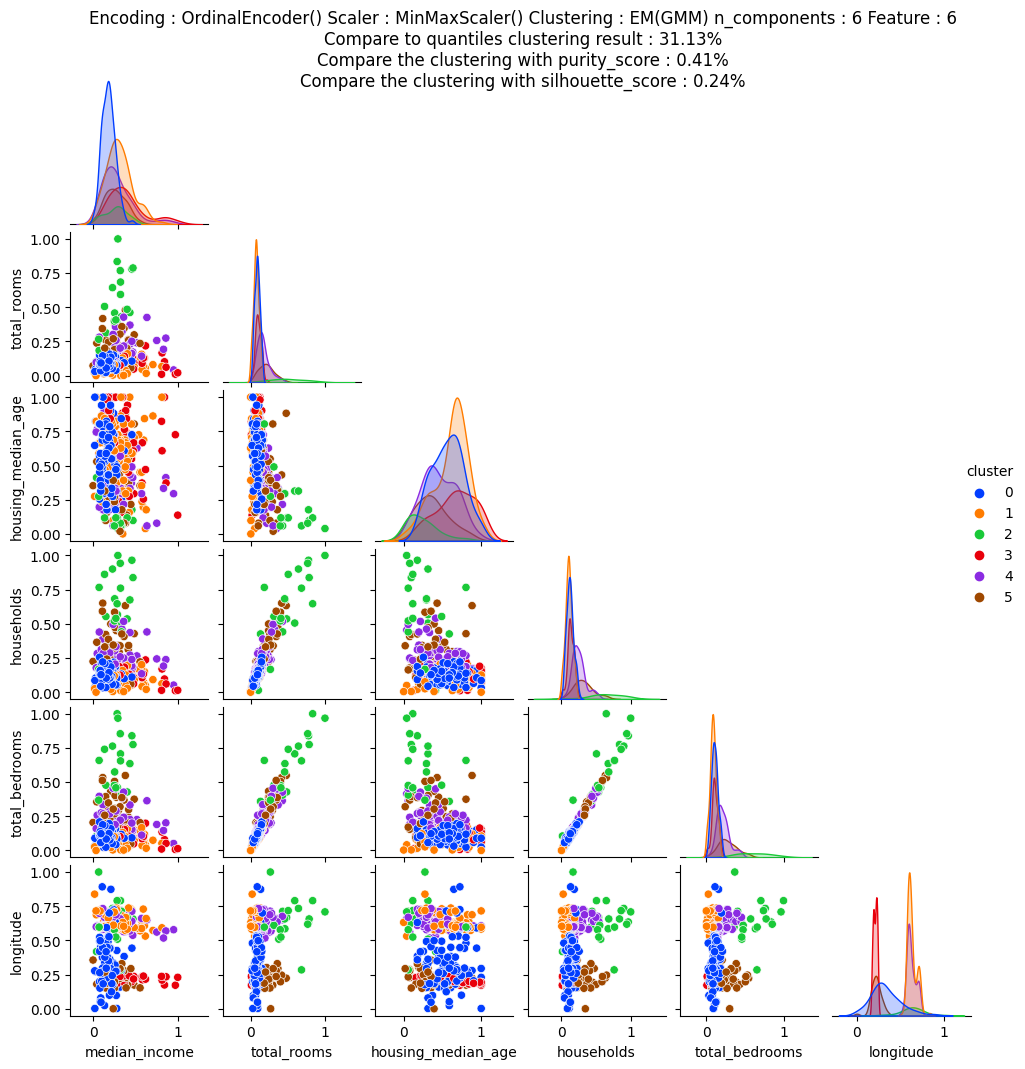 Encoding : OrdinalEncoder() Scaler : MinMaxScaler() Clustering : EM(GMM) n_components : 6 Feature : 6
Compare to quantiles clustering result : 31.13%
Compare the clustering with purity_score : 0.41%
Compare the clustering with silhouette_score : 0.24%
1.00
0.75
0.50
0.25
0.00
total_rooms
1.00
0.75
0.50
0.25
0.00
housing_median_age
cluster
0
1
2
3
4
5
1.00
0.75
0.50
0.25
0.00
households
1.00
0.75
0.50
0.25
0.00
total_bedrooms
1.00
0.75
0.50
0.25
0.00
longitude
0 1
0 1
0 1
0 1
0 1
0 1
median_income
total_rooms
housing_median_age
households
total_bedrooms
longitude